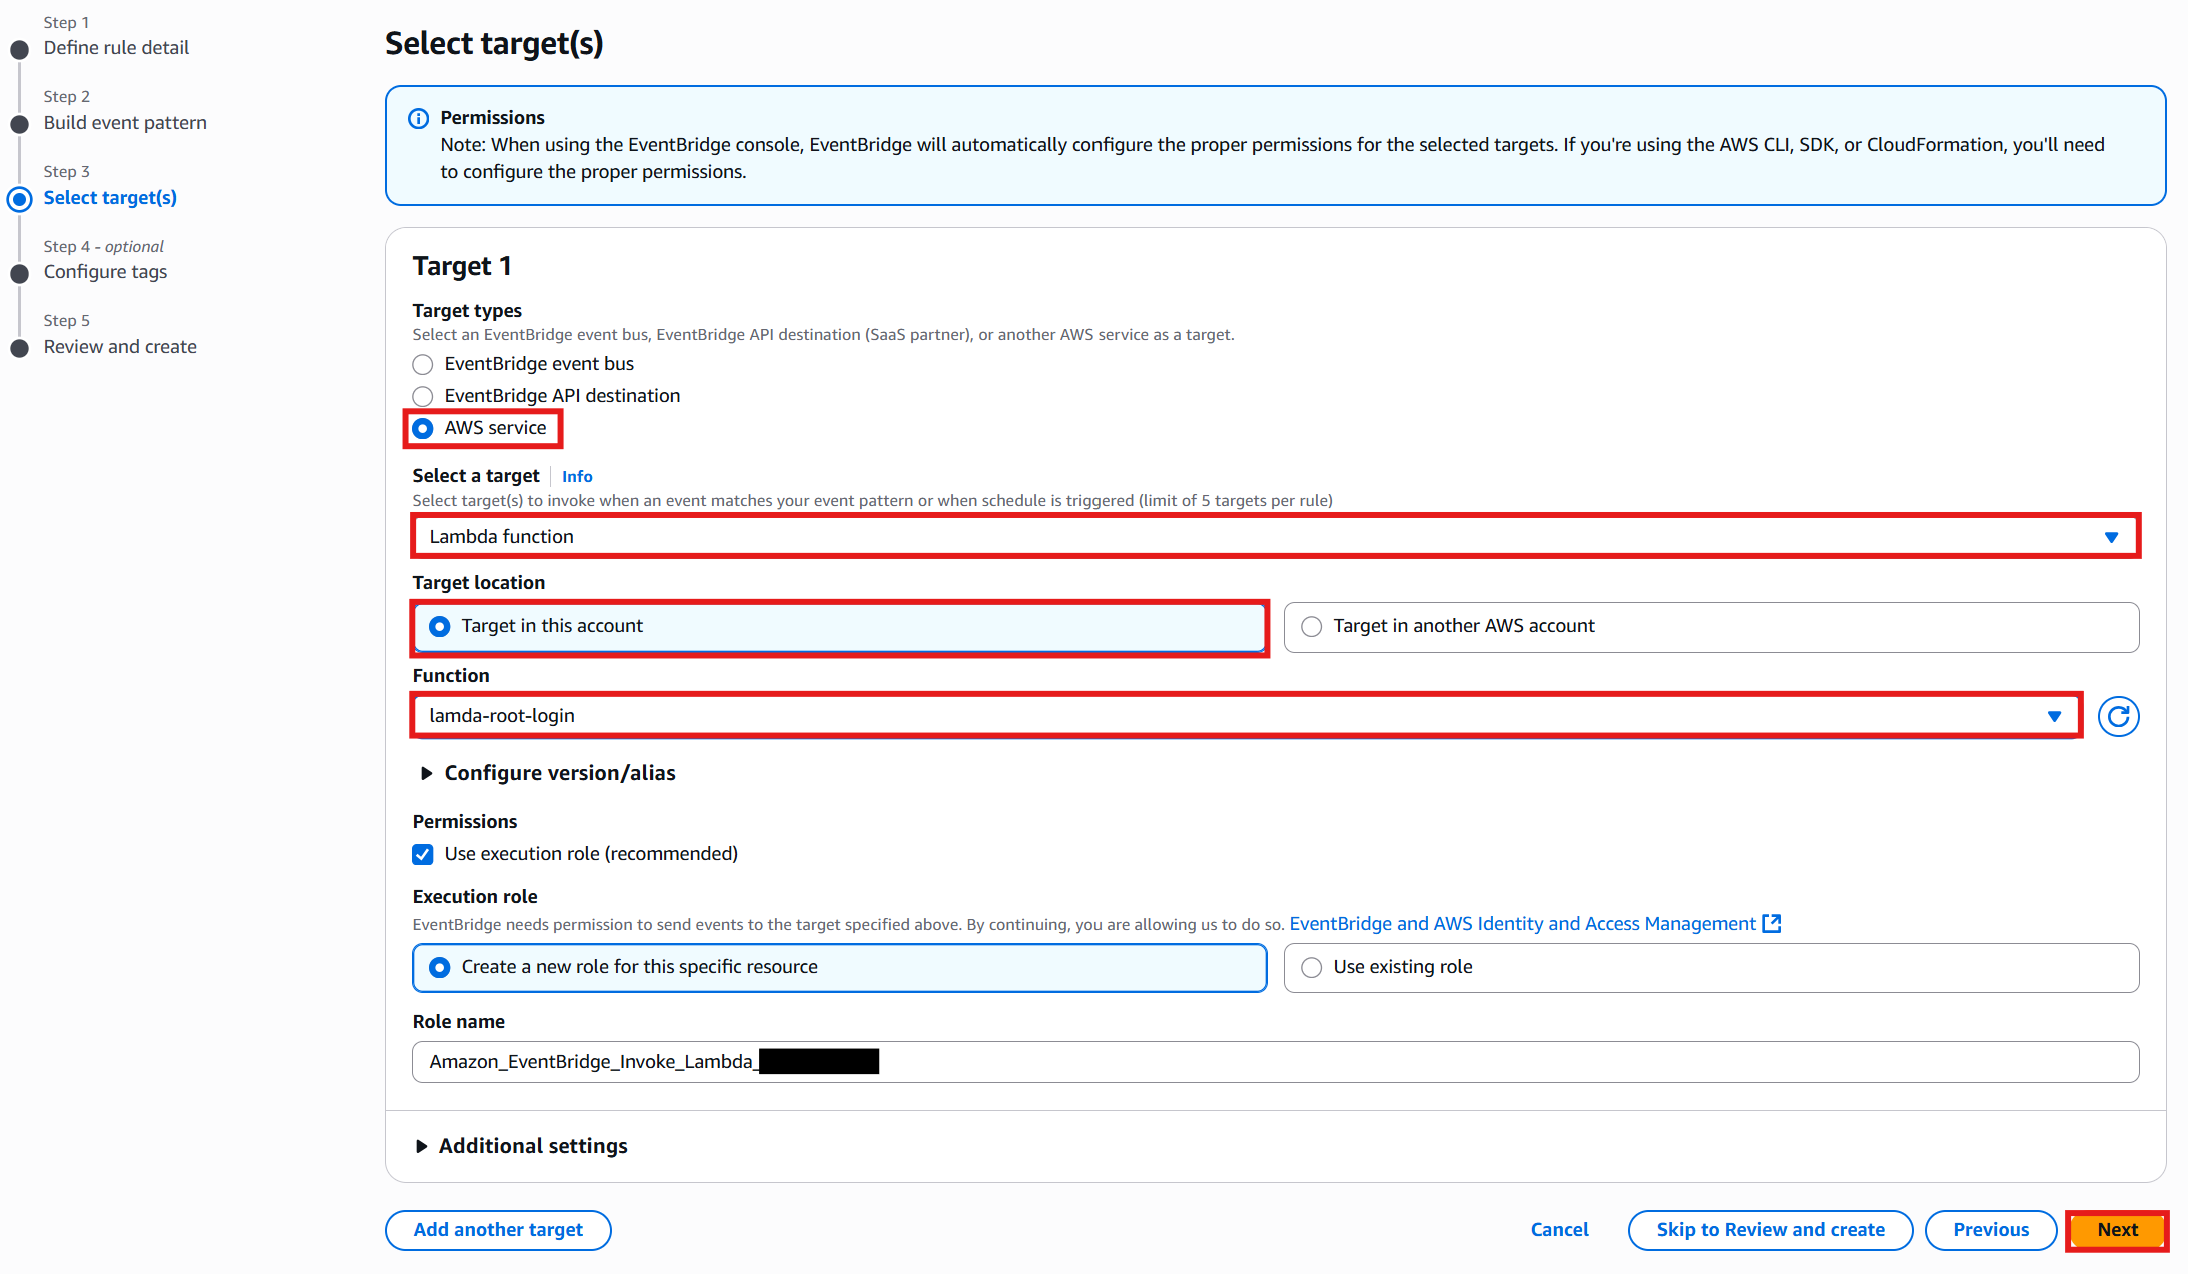 Step 1
Define rule detail
Step 2
Build event pattern
Step 3
Select target(s)
Step 4 - optional
Configure tags
Step 5
Review and create
Select target(s)
Permissions
Note: When using the EventBridge console, EventBridge will automatically configure the proper permissions for the selected targets. If you're using the AWS CLI, SDK, or CloudFormation, you'll need
to configure the proper permissions.
Target 1
Target types
Select an EventBridge event bus, EventBridge API destination (SaaS partner), or another AWS service as a target.
EventBridge event bus
EventBridge API destination
AWS service
Select a target Info
Select target(s) to invoke when an event matches your event pattern or when schedule is triggered (limit of 5 targets per rule)
Lambda function
Target location
Target in this account
Target in another AWS account
Function
lamda-root-login
Configure version/alias
Permissions
Use execution role (recommended)
Execution role
EventBridge needs permission to send events to the target specified above. By continuing, you are allowing us to do so. EventBridge and AWS Identity and Access Management
Create a new role for this specific resource
Use existing role
Role name
Amazon_EventBridge_Invoke_Lambda_
Additional settings
Add another target
Cancel
Skip to Review and create
Previous
Next